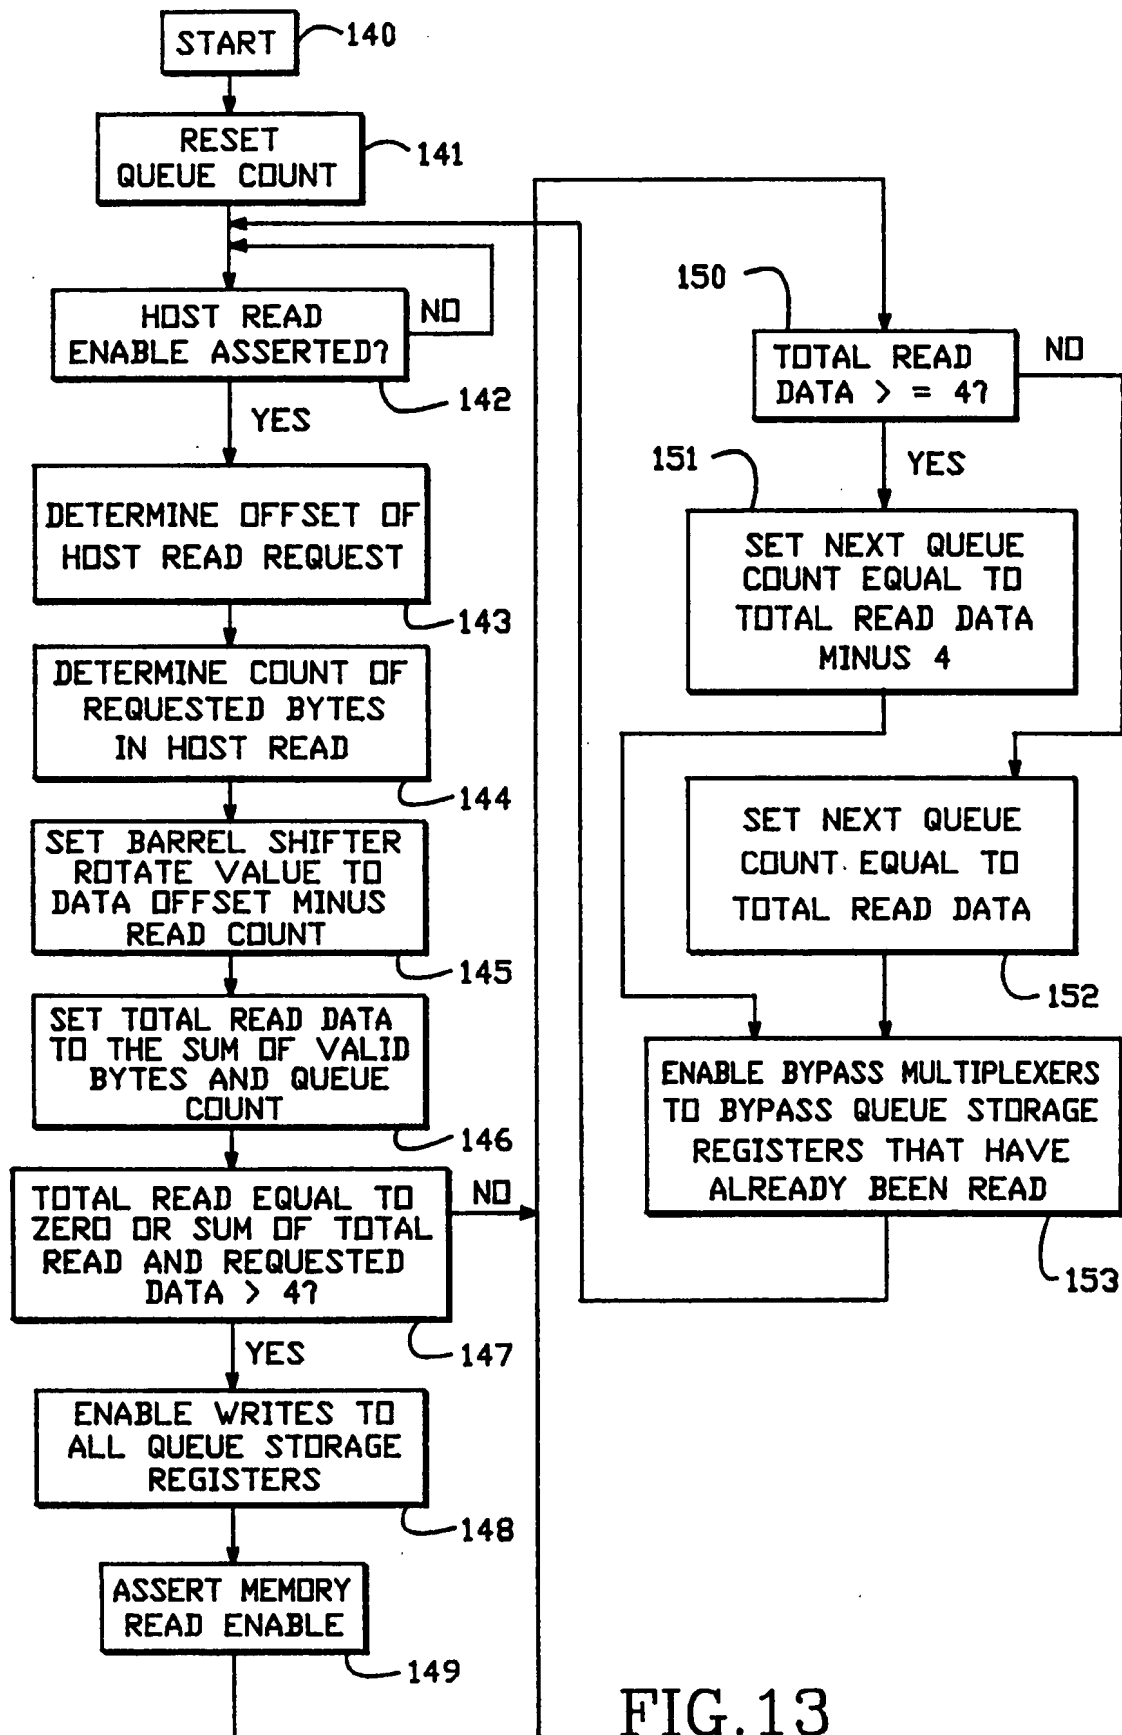 START
140
RESET
QUEUE COUNT
141
HOST READ
ENABLE ASSERTED?
NO
142
YES
DETERMINE OFFSET OF
HOST READ REQUEST
143
DETERMINE COUNT OF
REQUESTED BYTES
IN HOST READ
144
SET BARREL SHIFTER
ROTATE VALUE TO
DATA OFFSET MINUS
READ COUNT
145
SET TOTAL READ DATA
TO THE SUM OF VALID
BYTES AND QUEUE
COUNT
146
TOTAL READ EQUAL TO
ZERO OR SUM OF TOTAL
READ AND REQUESTED
DATA > 4?
NO
147
YES
ENABLE WRITES TO
ALL QUEUE STORAGE
REGISTERS
148
ASSERT MEMORY
READ ENABLE
149
150
TOTAL READ
DATA > = 4?
NO
151
YES
SET NEXT QUEUE
COUNT EQUAL TO
TOTAL READ DATA
MINUS 4
SET NEXT QUEUE
COUNT EQUAL TO
TOTAL READ DATA
152
ENABLE BYPASS MULTIPLEXERS
TO BYPASS QUEUE STORAGE
REGISTERS THAT HAVE
ALREADY BEEN READ
153
FIG.13